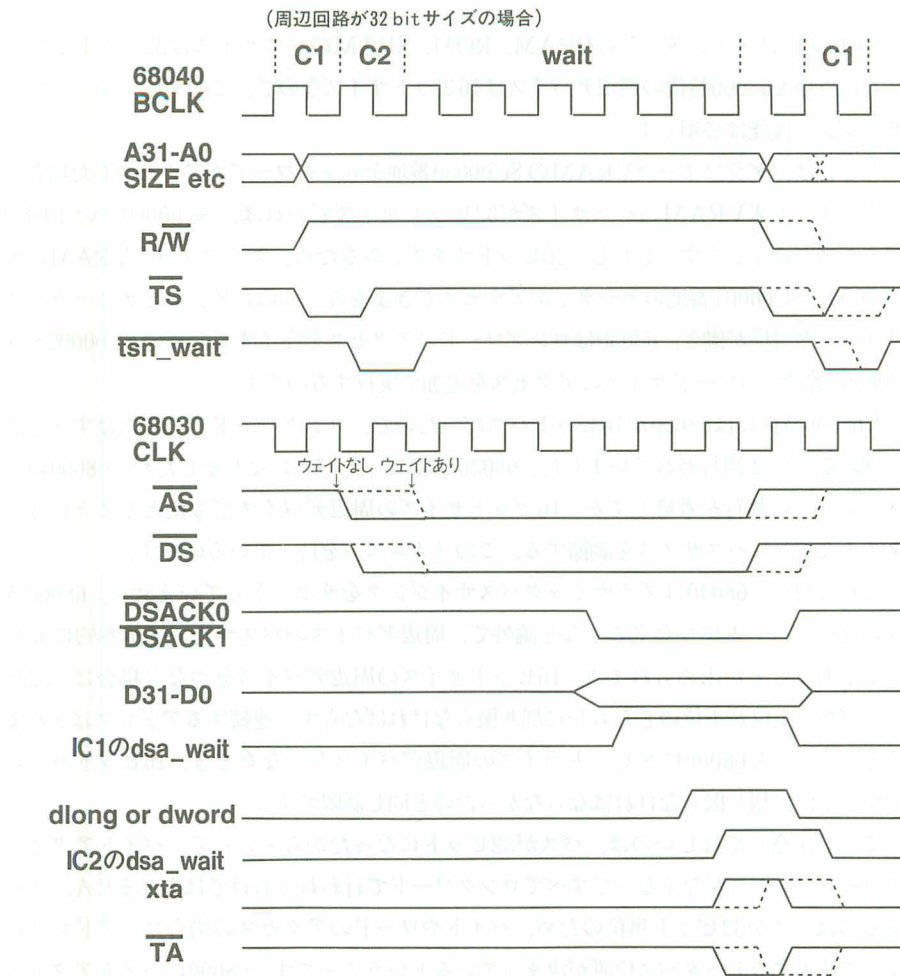 (周辺回路が32bitサイズの場合)
C1 C2 wait C1
68040
BCLK
A31-A0
SIZE etc
R/W
TS
tsn_wait
68030
CLK
ウェイトなし ウェイトあり
AS
DS
DSACK0
DSACK1
D31-D0
IC1のdsa_wait
dlong or dword
IC2のdsa_wait
xta
TA